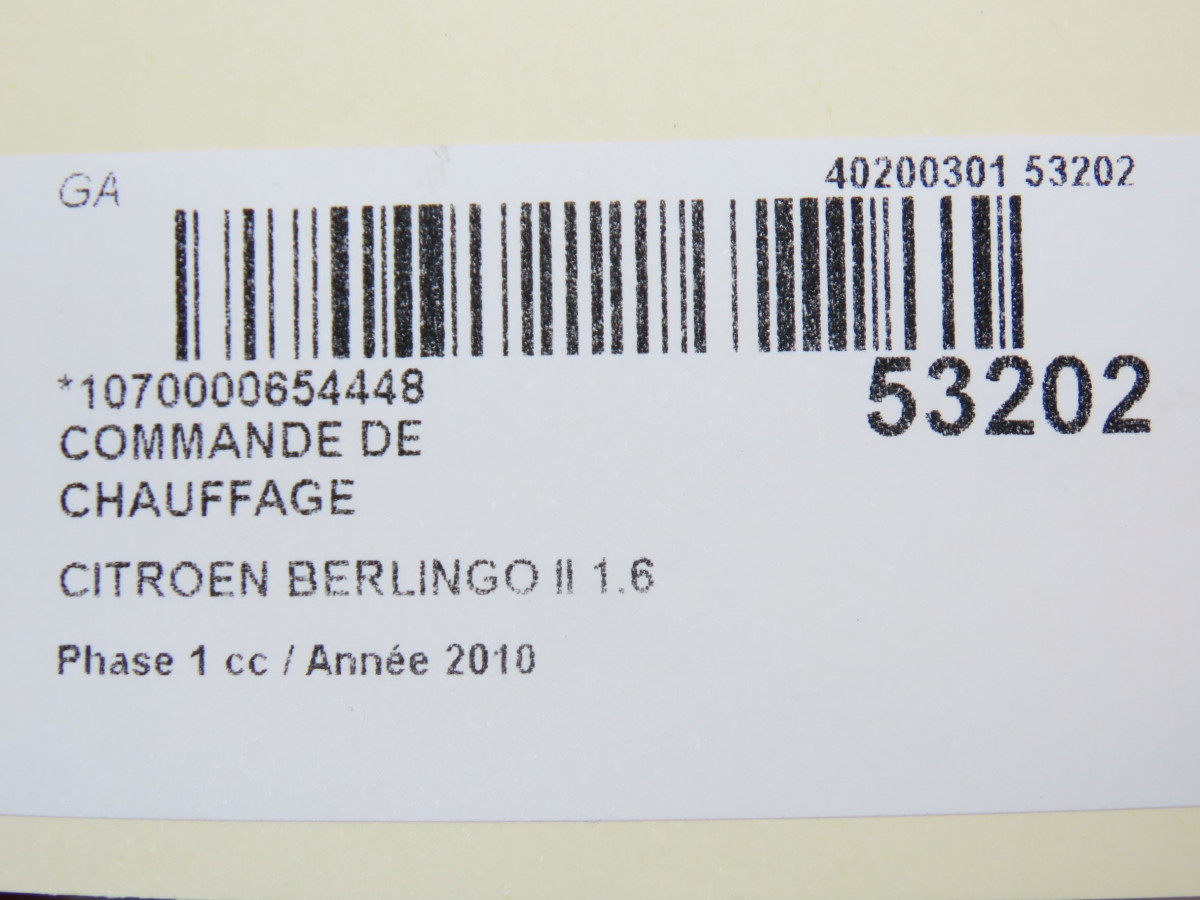 GA
40200301 53202
*1070000654448
53202
COMMANDE DE
CHAUFFAGE
CITROEN BERLINGO II 1.6
Phase 1 cc / Année 2010